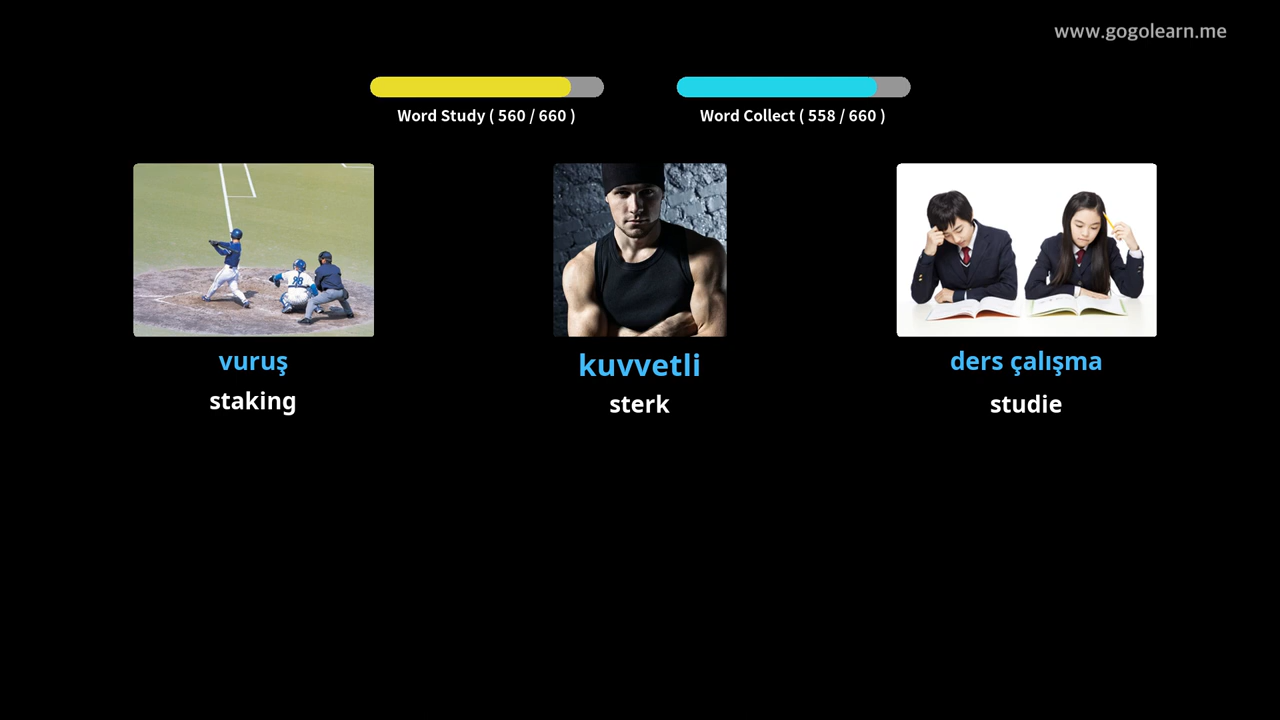 www.gogolearn.me
Word Study ( 560 / 660 )
Word Collect ( 558 / 660 )
vuruş
staking
kuvvetli
sterk
ders çalışma
studie